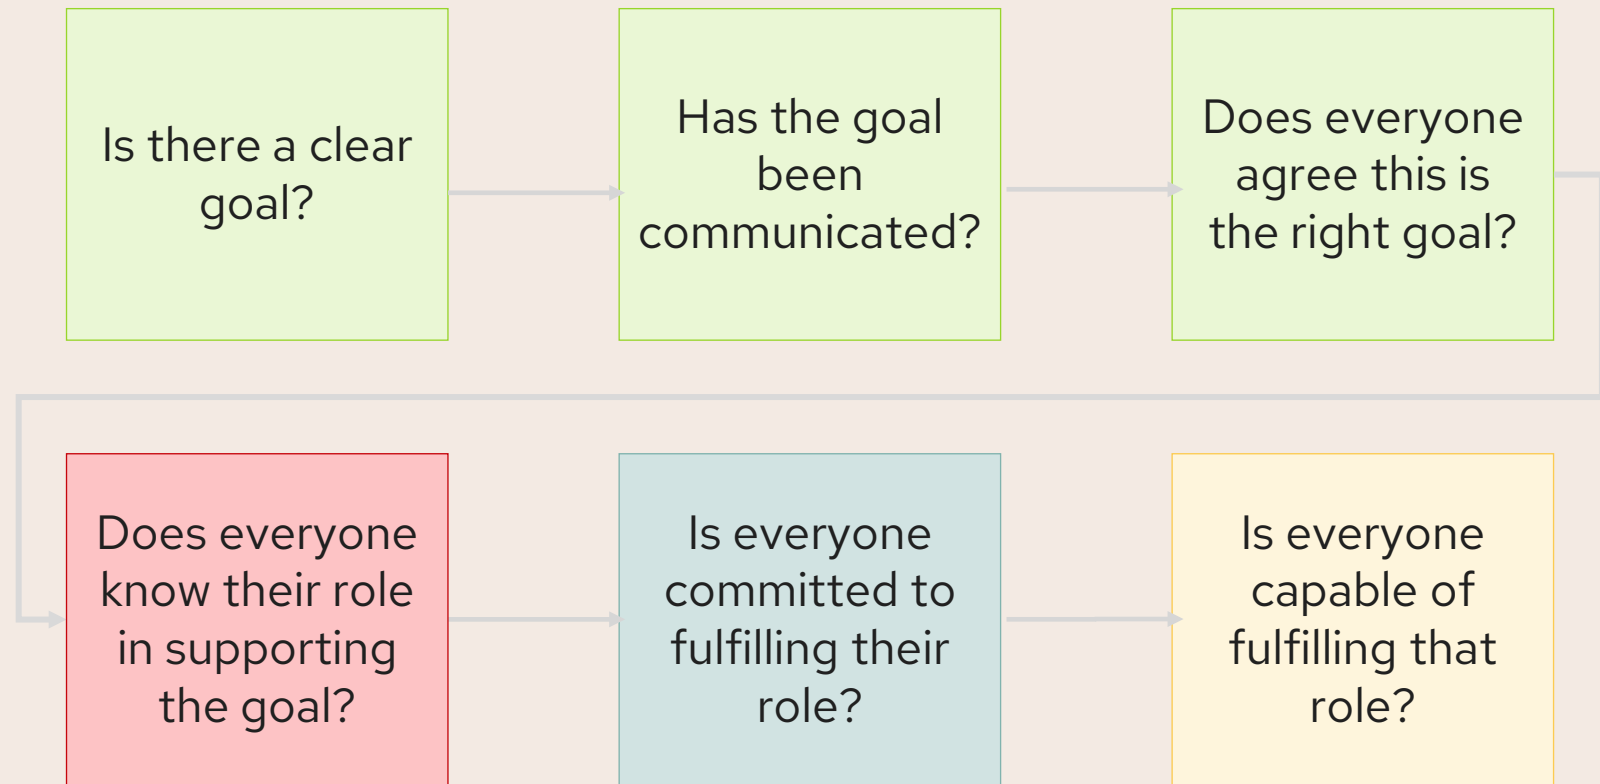 Is there a clear
goal?
Has the goal
been
communicated?
Does everyone
agree this is
the right goal?
Does everyone
know their role
in supporting
the goal?
Is everyone
committed to
fulfilling their
role?
Is everyone
capable of
fulfilling that
role?